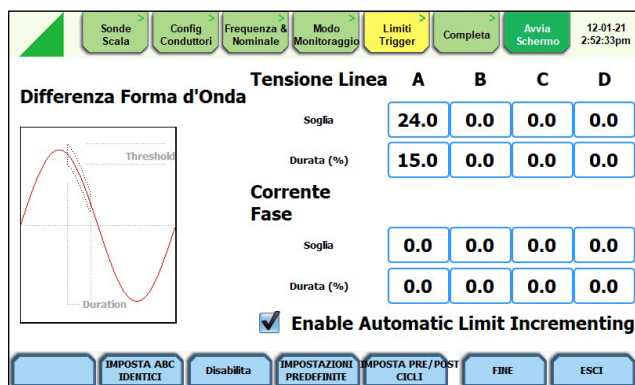 Sonde
Scala
>
Config
Conduttori
>
Frequenza &
Nominale
>
Modo
Monitoraggio
>
Limiti
Trigger
>
Completa
>
Avvia
Schermo
12-01-21
2:52:33pm
Differenza Forma d'Onda
Threshold
Duration
Tensione Linea A B C D
Soglia 24.0 0.0 0.0 0.0
Durata (%) 15.0 0.0 0.0 0.0
Corrente
Fase
Soglia 0.0 0.0 0.0 0.0
Durata (%) 0.0 0.0 0.0 0.0
Enable Automatic Limit Incrementing
IMPOSTA ABC
IDENTICI
Disabilita
IMPOSTAZIONI
PREDEFINITE
IMPOSTA PRE/POST
CICLI
FINE
ESCI